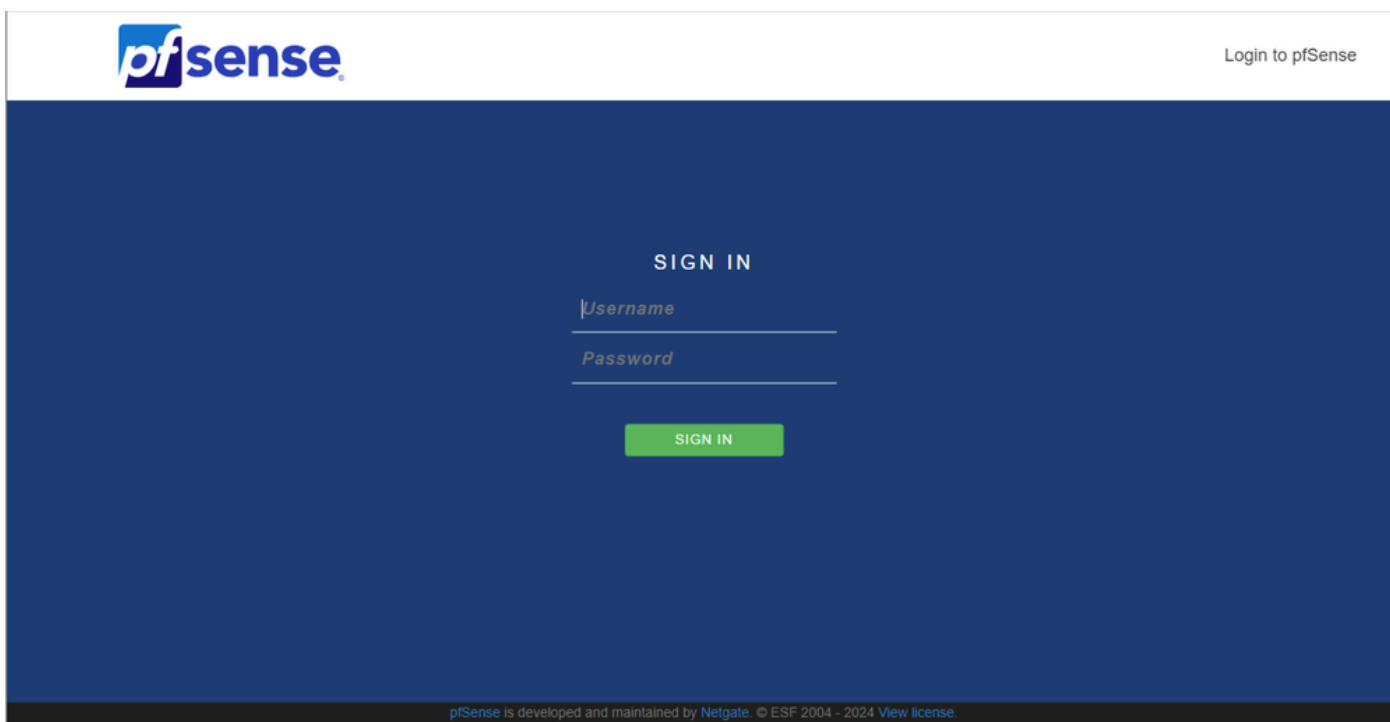 pfsense
Login to pfSense
SIGN IN
Username
Password
SIGN IN
pfSense is developed and maintained by Netgate. © ESF 2004 - 2024 View license.